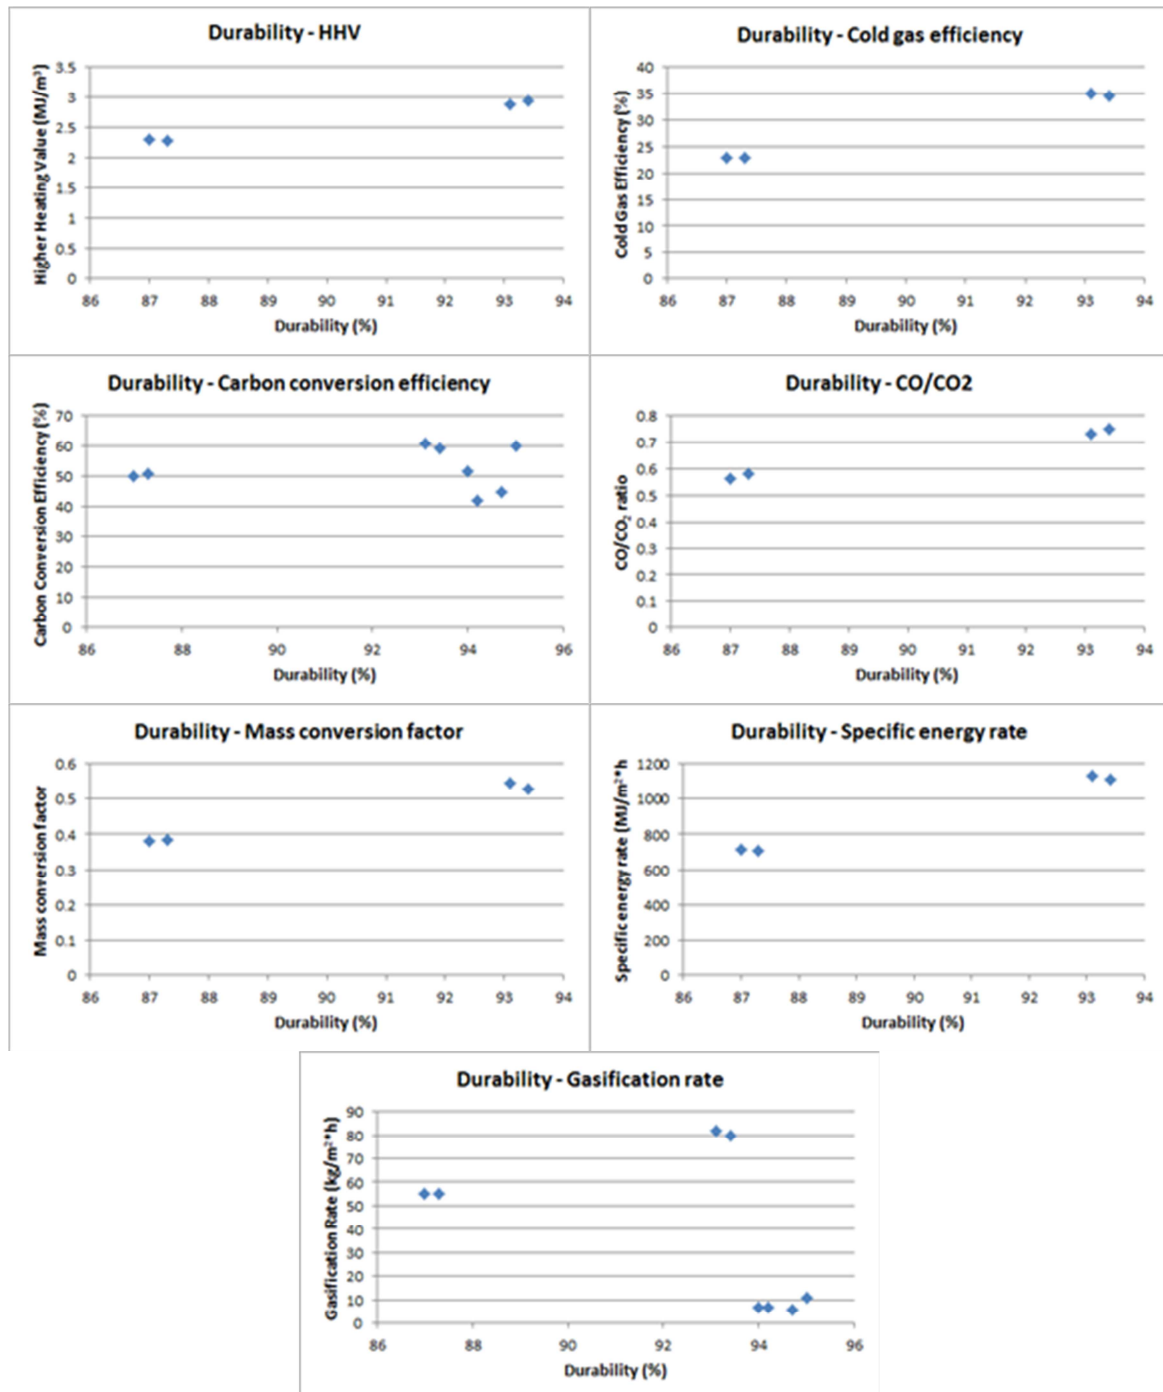 Durability - HHV
Higher Heating Value (MJ/m³)
3.5
3
2.5
2
1.5
1
0.5
0
86 87 88 89 90 91 92 93 94
Durability (%)
Durability - Cold gas efficiency
Cold Gas Efficiency (%)
40
35
30
25
20
15
10
5
0
86 87 88 89 90 91 92 93 94
Durability (%)
Durability - Carbon conversion efficiency
Carbon Conversion Efficiency (%)
70
60
50
40
30
20
10
0
86 88 90 92 94 96
Durability (%)
Durability - CO/CO2
CO/CO₂ ratio
0.8
0.7
0.6
0.5
0.4
0.3
0.2
0.1
0
86 87 88 89 90 91 92 93 94
Durability (%)
Durability - Mass conversion factor
Mass conversion factor
0.6
0.5
0.4
0.3
0.2
0.1
0
86 87 88 89 90 91 92 93 94
Durability (%)
Durability - Specific energy rate
Specific energy rate (MJ/m²*h)
1200
1000
800
600
400
200
0
86 87 88 89 90 91 92 93 94
Durability (%)
Durability - Gasification rate
Gasification Rate (kg/m²*h)
90
80
70
60
50
40
30
20
10
0
86 88 90 92 94 96
Durability (%)